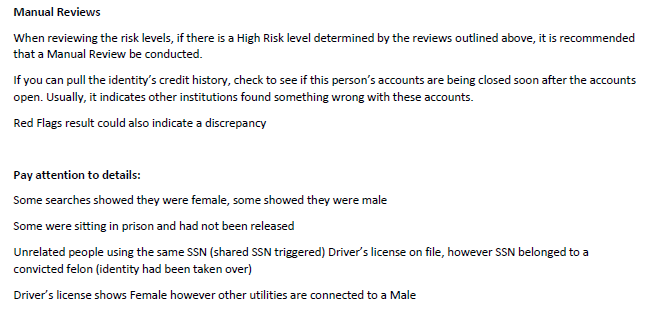 Manual Reviews
When reviewing the risk levels, if there is a High Risk level determined by the reviews outlined above, it is recommended
that a Manual Review be conducted.
If you can pull the identity's credit history, check to see if this person's accounts are being closed soon after the accounts
open. Usually, it indicates other institutions found something wrong with these accounts.
Red Flags result could also indicate a discrepancy
Pay attention to details:
Some searches showed they were female, some showed they were male
Some were sitting in prison and had not been released
Unrelated people using the same SSN (shared SSN triggered) Driver's license on file, however SSN belonged to a
convicted felon (identity had been taken over)
Driver's license shows Female however other utilities are connected to a Male